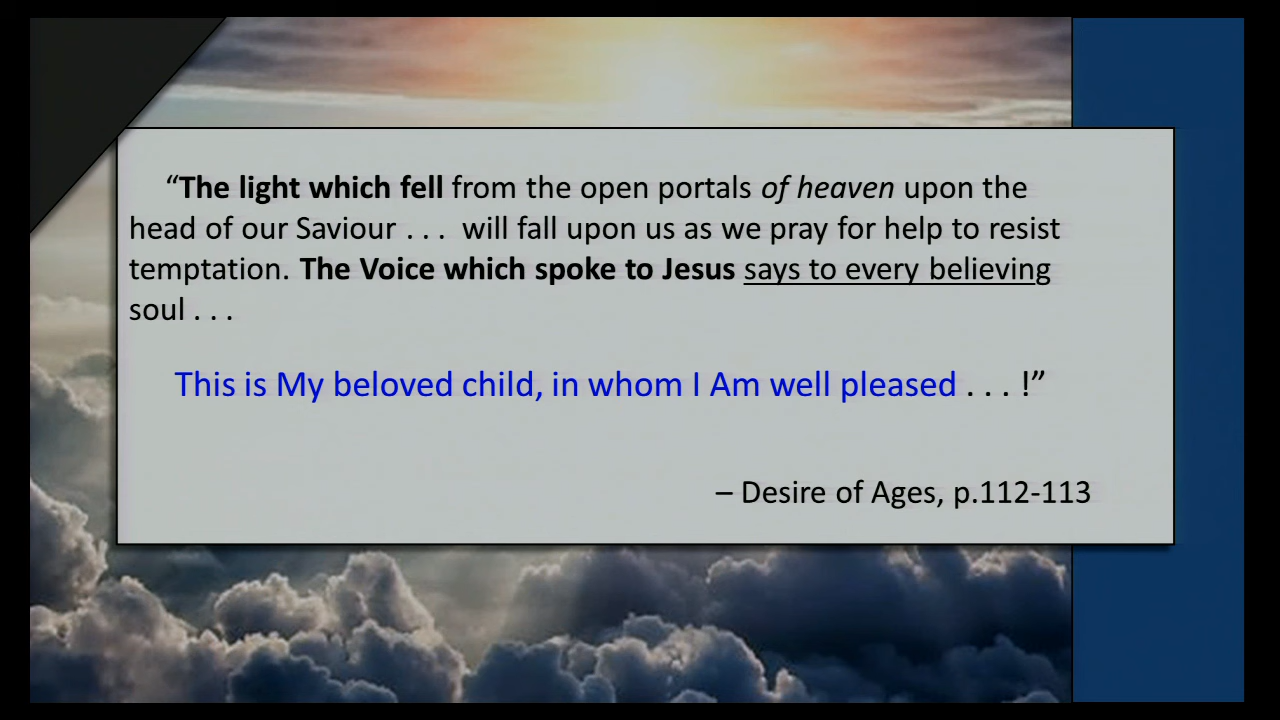 “The light which fell from the open portals of heaven upon the
head of our Saviour . . .  will fall upon us as we pray for help to resist
temptation. The Voice which spoke to Jesus says to every believing
soul . . .
This is My beloved child, in whom I Am well pleased . . . !”
– Desire of Ages, p.112-113